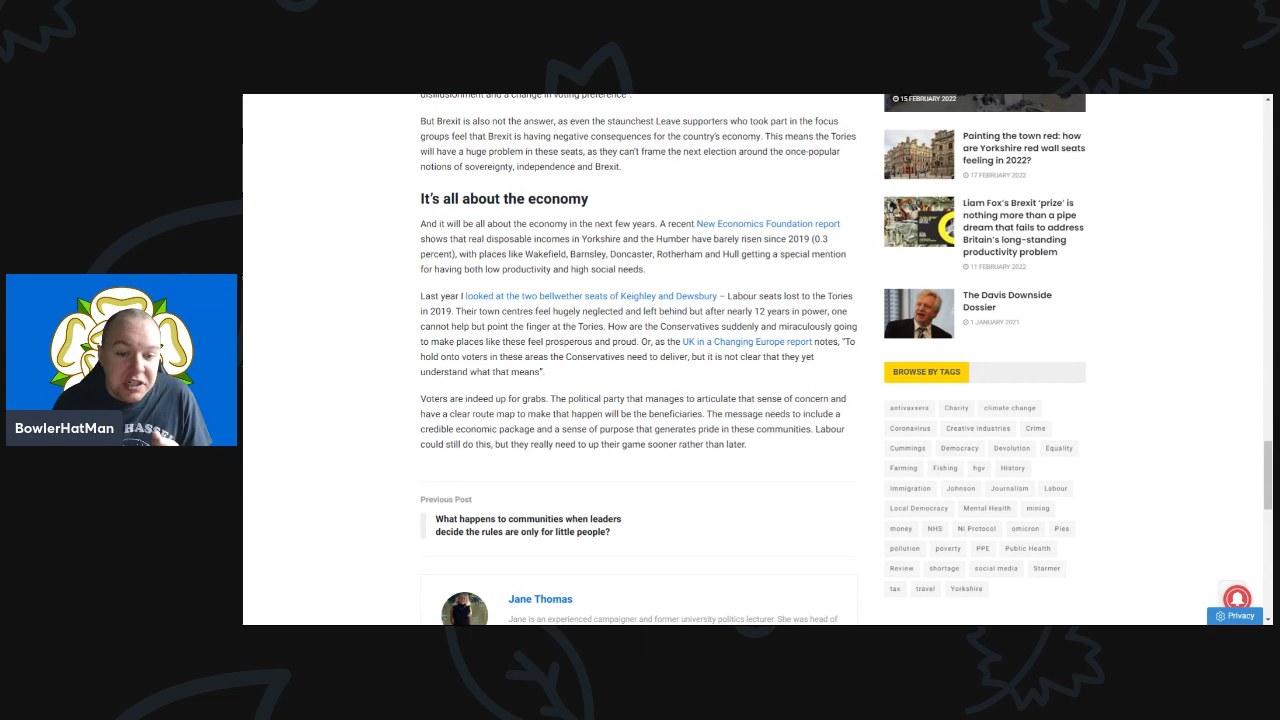 disillusionment and a change in voting preference".
But Brexit is also not the answer, as even the staunchest Leave supporters who took part in the focus
groups feel that Brexit is having negative consequences for the country's economy. This means the Tories
will have a huge problem in these seats, as they can't frame the next election around the once-popular
notions of sovereignty, independence and Brexit.
It's all about the economy
And it will be all about the economy in the next few years. A recent New Economics Foundation report
shows that real disposable incomes in Yorkshire and the Humber have barely risen since 2019 (0.3
percent), with places like Wakefield, Barnsley, Doncaster, Rotherham and Hull getting a special mention
for having both low productivity and high social needs.
Last year I looked at the two bellwether seats of Keighley and Dewsbury – Labour seats lost to the Tories
in 2019. Their town centres feel hugely neglected and left behind but after nearly 12 years in power, one
cannot help but point the finger at the Tories. How are the Conservatives suddenly and miraculously going
to make places like these feel prosperous and proud. Or, as the UK in a Changing Europe report notes, "To
hold onto voters in these areas the Conservatives need to deliver, but it is not clear that they yet
understand what that means".
Voters are indeed up for grabs. The political party that manages to articulate that sense of concern and
have a clear route map to make that happen will be the beneficiaries. The message needs to include a
credible economic package and a sense of purpose that generates pride in these communities. Labour
could still do this, but they really need to up their game sooner rather than later.
Previous Post
What happens to communities when leaders
decide the rules are only for little people?
Jane Thomas
Jane is an experienced campaigner and former university politics lecturer. She was head of
15 FEBRUARY 2022
Painting the town red: how
are Yorkshire red wall seats
feeling in 2022?
17 FEBRUARY 2022
Liam Fox's Brexit 'prize' is
nothing more than a pipe
dream that fails to address
Britain's long-standing
productivity problem
11 FEBRUARY 2022
The Davis Downside
Dossier
1 JANUARY 2021
BROWSE BY TAGS
antivaxxers Charity climate change
Coronavirus Creative industries Crime
Cummings Democracy Devolution Equality
Farming Fishing hgv History
Immigration Johnson Journalism Labour
Local Democracy Mental Health mining
money NHS NI Protocol omicron Pies
pollution poverty PPE Public Health
Review shortage social media Starmer
tax travel Yorkshire
Privacy
BowlerHatMan
HASS